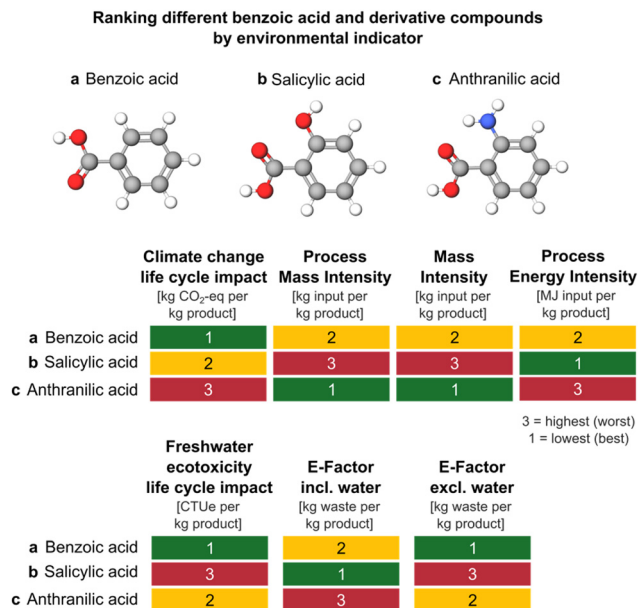 Ranking different benzoic acid and derivative compounds
by environmental indicator
a Benzoic acid
b Salicylic acid
c Anthranilic acid
Climate change
life cycle impact
[kg CO₂-eq per
kg product]
Process
Mass Intensity
[kg input per
kg product]
Mass
Intensity
[kg input per
kg product]
Process
Energy Intensity
[MJ input per
kg product]
a Benzoic acid 1 2 2 2
b Salicylic acid 2 3 3 1
c Anthranilic acid 3 1 1 3
3 = highest (worst)
1 = lowest (best)
Freshwater
ecotoxicity
life cycle impact
[CTUe per
kg product]
E-Factor
incl. water
[kg waste per
kg product]
E-Factor
excl. water
[kg waste per
kg product]
a Benzoic acid 1 2 1
b Salicylic acid 3 1 3
c Anthranilic acid 2 3 2